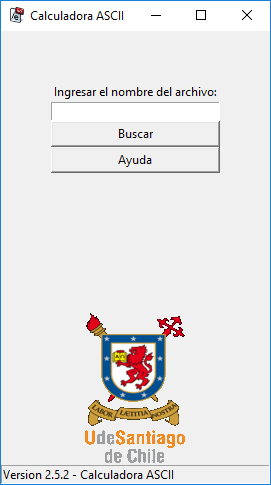 Calculadora ASCII
Ingresar el nombre del archivo:
Buscar
Ayuda
LABOR LÆTITIA NOSTRA
UdeSantiago
de Chile
Version 2.5.2 - Calculadora ASCII